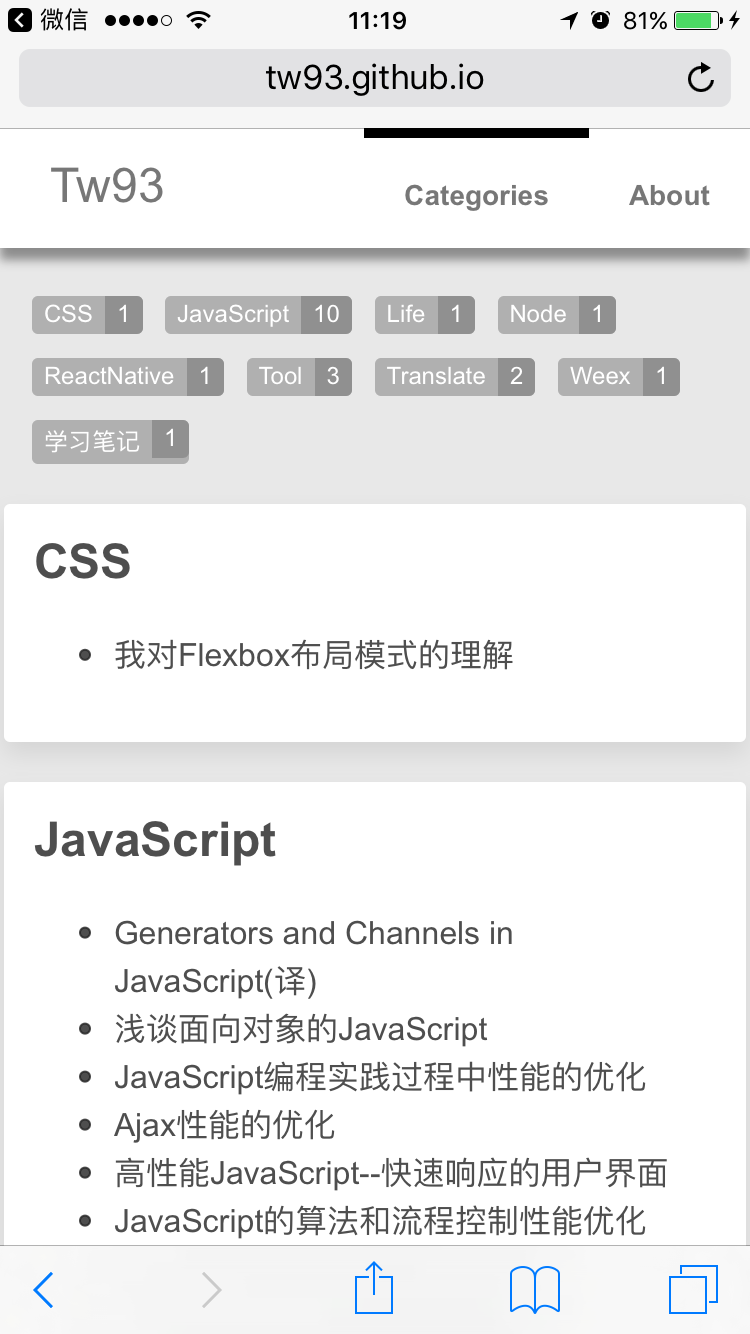 微信 11:19 81%
tw93.github.io
Tw93 Categories About
CSS 1 JavaScript 10 Life 1 Node 1
ReactNative 1 Tool 3 Translate 2 Weex 1
学习笔记 1
CSS
我对Flexbox布局模式的理解
JavaScript
Generators and Channels in
JavaScript(译)
浅谈面向对象的JavaScript
JavaScript编程实践过程中性能的优化
Ajax性能的优化
高性能JavaScript--快速响应的用户界面
JavaScript的算法和流程控制性能优化